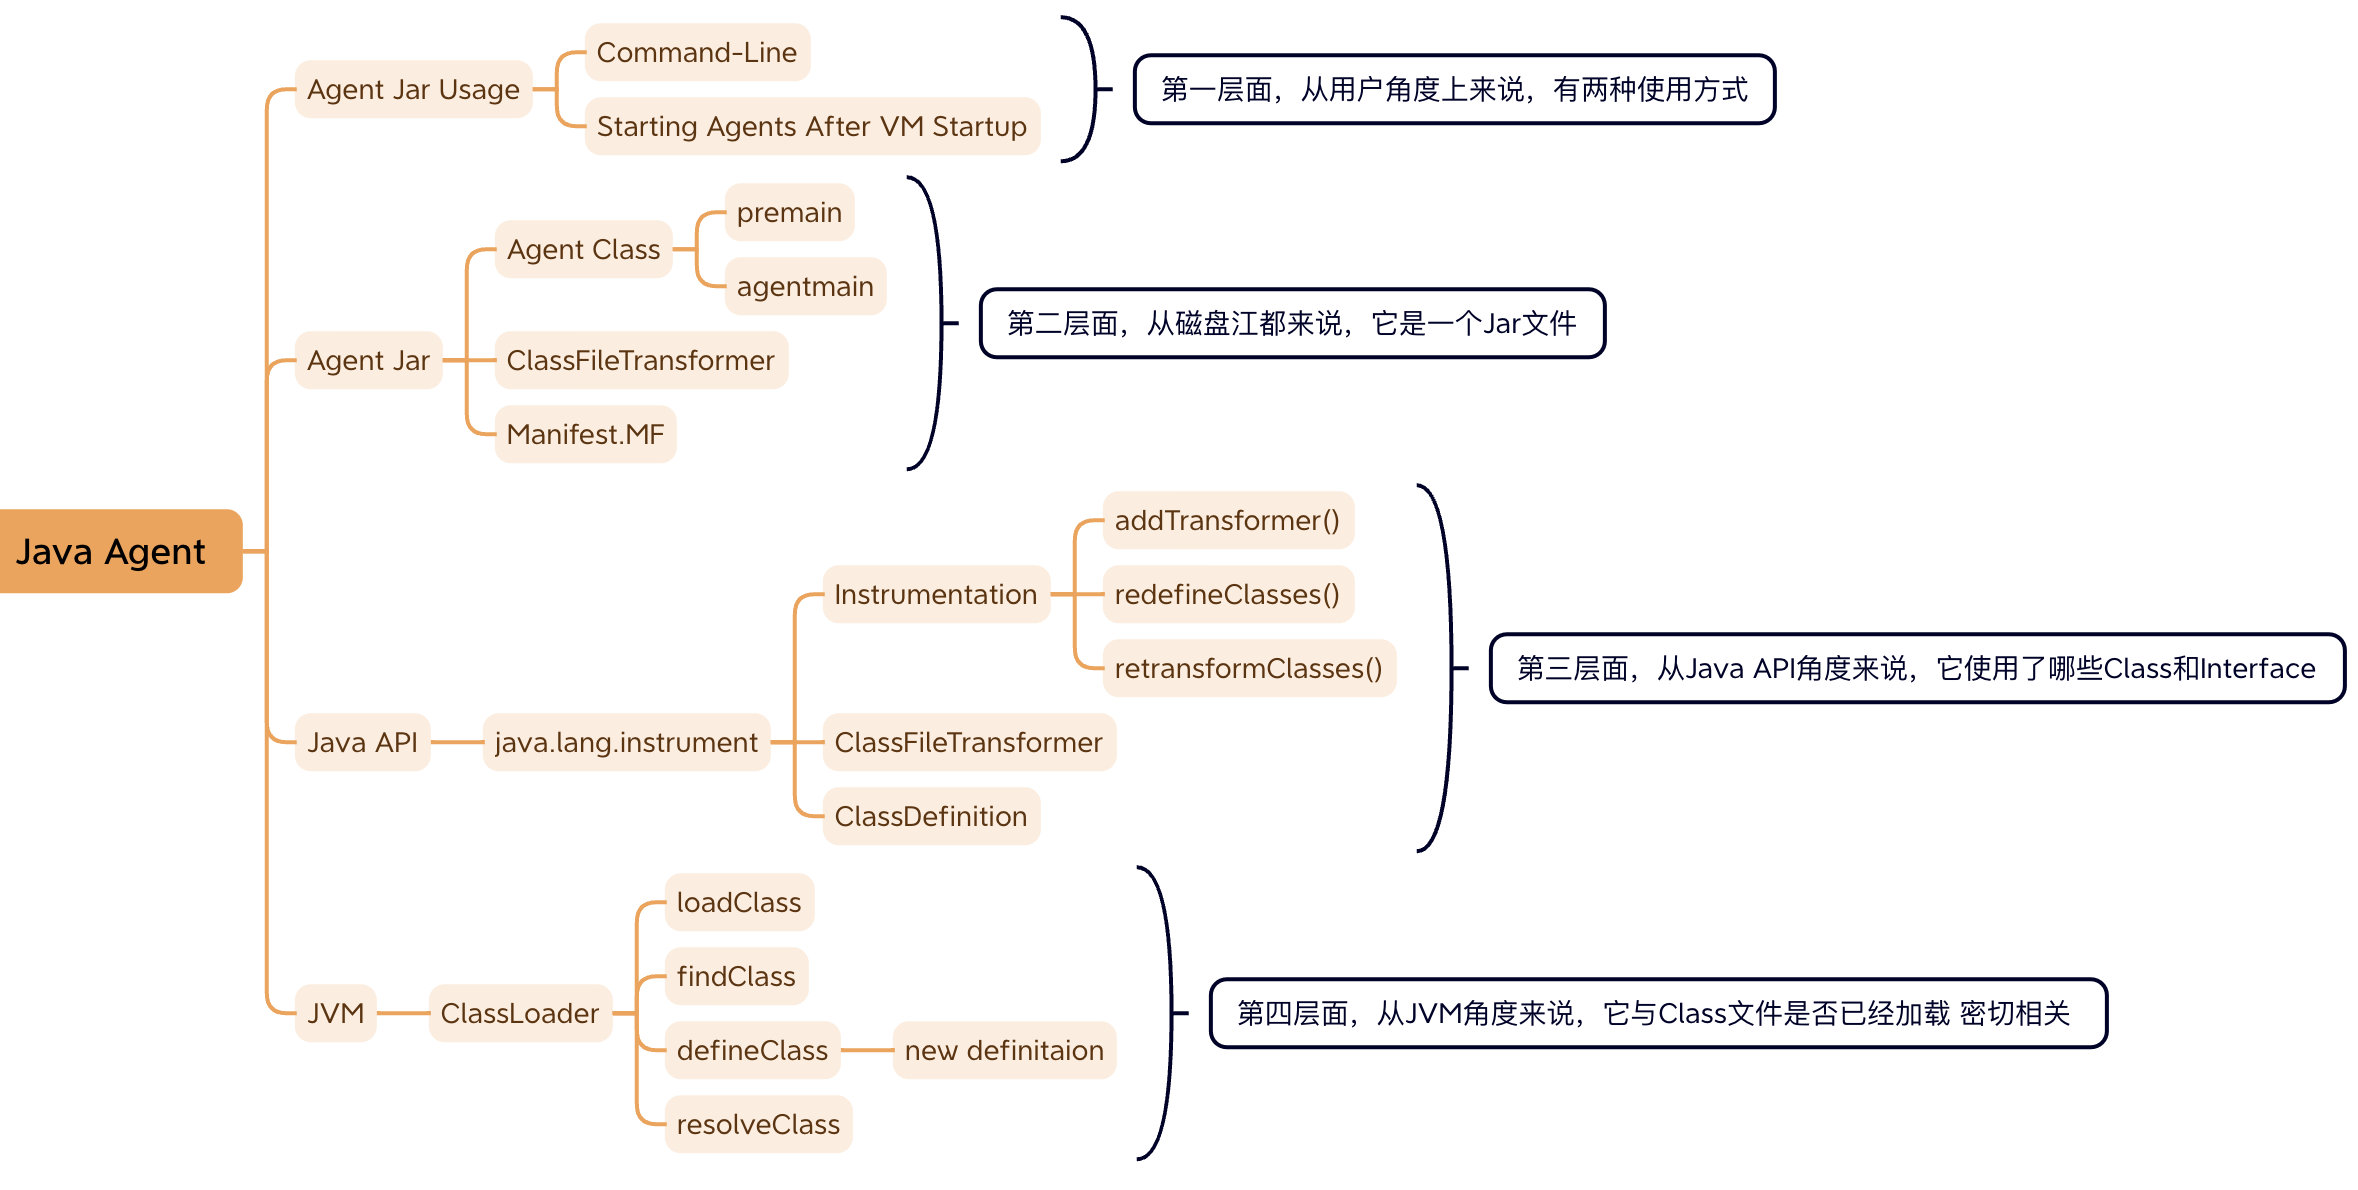 Java Agent
Agent Jar Usage
Command-Line
Starting Agents After VM Startup
第一层面，从用户角度上来说，有两种使用方式
Agent Jar
Agent Class
premain
agentmain
ClassFileTransformer
Manifest.MF
第二层面，从磁盘江都来说，它是一个Jar文件
Java API
java.lang.instrument
Instrumentation
addTransformer()
redefineClasses()
retransformClasses()
ClassFileTransformer
ClassDefinition
第三层面，从Java API角度来说，它使用了哪些Class和Interface
JVM
ClassLoader
loadClass
findClass
defineClass
new definitaion
resolveClass
第四层面，从JVM角度来说，它与Class文件是否已经加载 密切相关